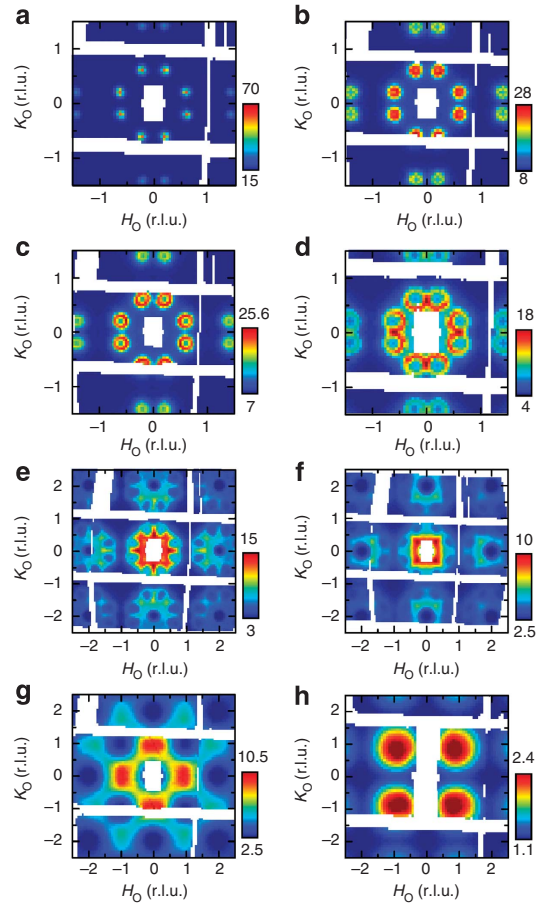 a
b
1
0
–1
–1 0 1
K_O (r.l.u.)
H_O (r.l.u.)
70
15
1
0
–1
–1 0 1
K_O (r.l.u.)
H_O (r.l.u.)
28
8
c
d
1
0
–1
–1 0 1
K_O (r.l.u.)
H_O (r.l.u.)
25.6
7
1
0
–1
–1 0 1
K_O (r.l.u.)
H_O (r.l.u.)
18
4
e
f
2
1
0
–1
–2
–2 –1 0 1 2
K_O (r.l.u.)
H_O (r.l.u.)
15
3
2
1
0
–1
–2
–2 –1 0 1 2
K_O (r.l.u.)
H_O (r.l.u.)
10
2.5
g
h
2
1
0
–1
–2
–2 –1 0 1 2
K_O (r.l.u.)
H_O (r.l.u.)
10.5
2.5
2
1
0
–1
–2
–2 –1 0 1 2
K_O (r.l.u.)
H_O (r.l.u.)
2.4
1.1